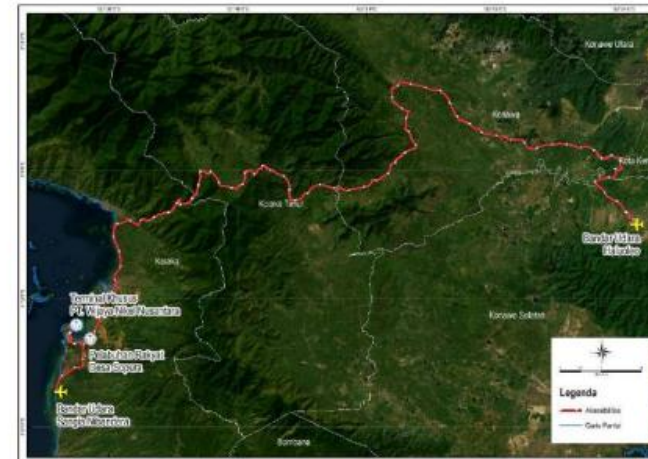 Konawe Utara
Konawe
Kota Ken
Kolaka Timur
Bandar Udara
Haluoleo
Kolaka
Terminal Khusus
PT. Wijaya Nikel Nusantara
Pelabuhan Rakyat
Desa Sopura
Konawe Selatan
Bandar Udara
Sangia Nibandera
Bombana
Legenda
Aksesibilitas
Garis Pantai